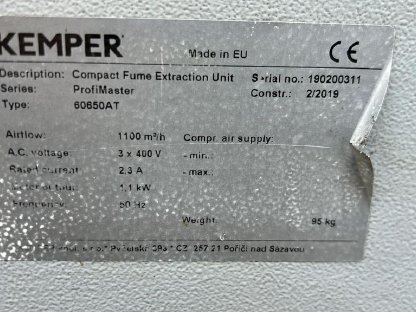 KEMPER Made in EU CE
Description: Compact Fume Extraction Unit Serial no.: 190200311
Series: ProfiMaster Constr.: 2/2019
Type: 60650AT
Airflow: 1100 m³/h Compr. air supply:
A.C. voltage: 3 x 400 V - min.:
Rated current 2,3 A - max.:
1,1 kW
Frequency: 50 Hz
Weight: 95 kg
CZ, 257 21 Poříčí nad Sázavou